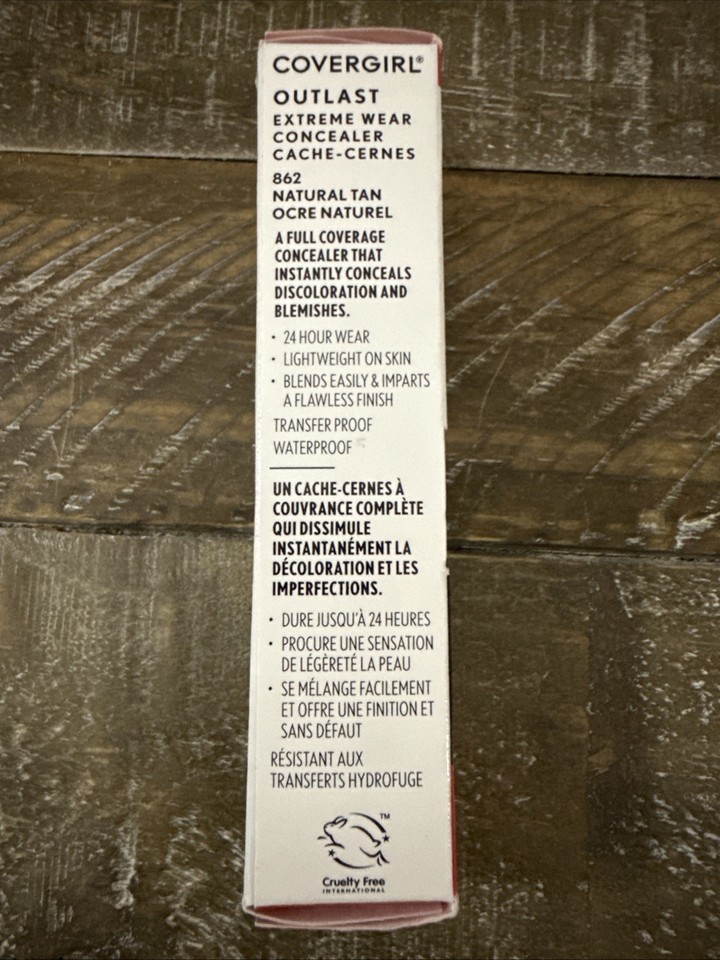 COVERGIRL®
OUTLAST
EXTREME WEAR
CONCEALER
CACHE-CERNES
862
NATURAL TAN
OCRE NATUREL
A FULL COVERAGE
CONCEALER THAT
INSTANTLY CONCEALS
DISCOLORATION AND
BLEMISHES.
• 24 HOUR WEAR
• LIGHTWEIGHT ON SKIN
• BLENDS EASILY & IMPARTS
A FLAWLESS FINISH
TRANSFER PROOF
WATERPROOF
UN CACHE-CERNES À
COUVRANCE COMPLÈTE
QUI DISSIMULE
INSTANTANÉMENT LA
DÉCOLORATION ET LES
IMPERFECTIONS.
• DURE JUSQU'À 24 HEURES
• PROCURE UNE SENSATION
DE LÉGÈRETÉ LA PEAU
• SE MÉLANGE FACILEMENT
ET OFFRE UNE FINITION ET
SANS DÉFAUT
RÉSISTANT AUX
TRANSFERTS HYDROFUGE
TM
Cruelty Free
INTERNATIONAL